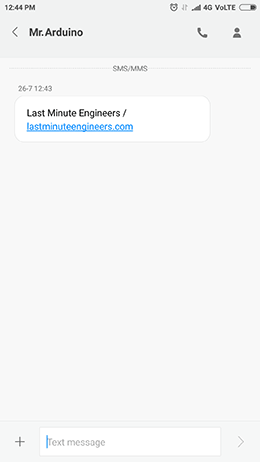 12:44 PM 4G VoLTE
Mr.Arduino
SMS/MMS
26-7 12:43
Last Minute Engineers /
lastminuteengineers.com
Text message